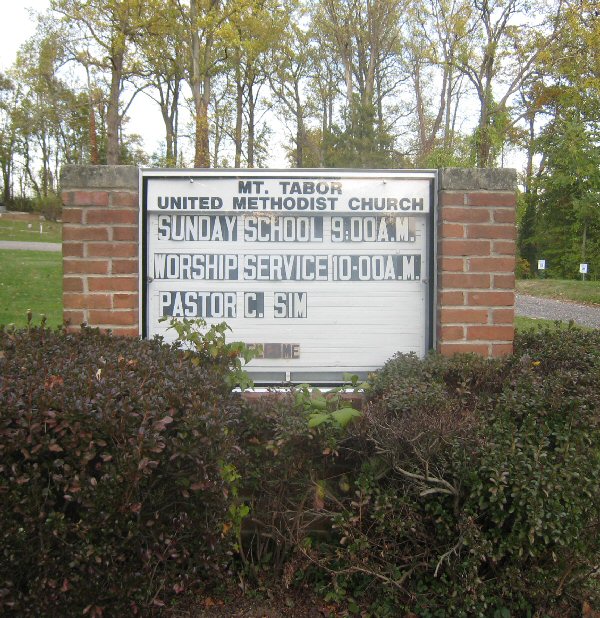 MT. TABOR
UNITED METHODIST CHURCH
SUNDAY SCHOOL 9:00A.M.
WORSHIP SERVICE 10:00A.M.
PASTOR C. SIM